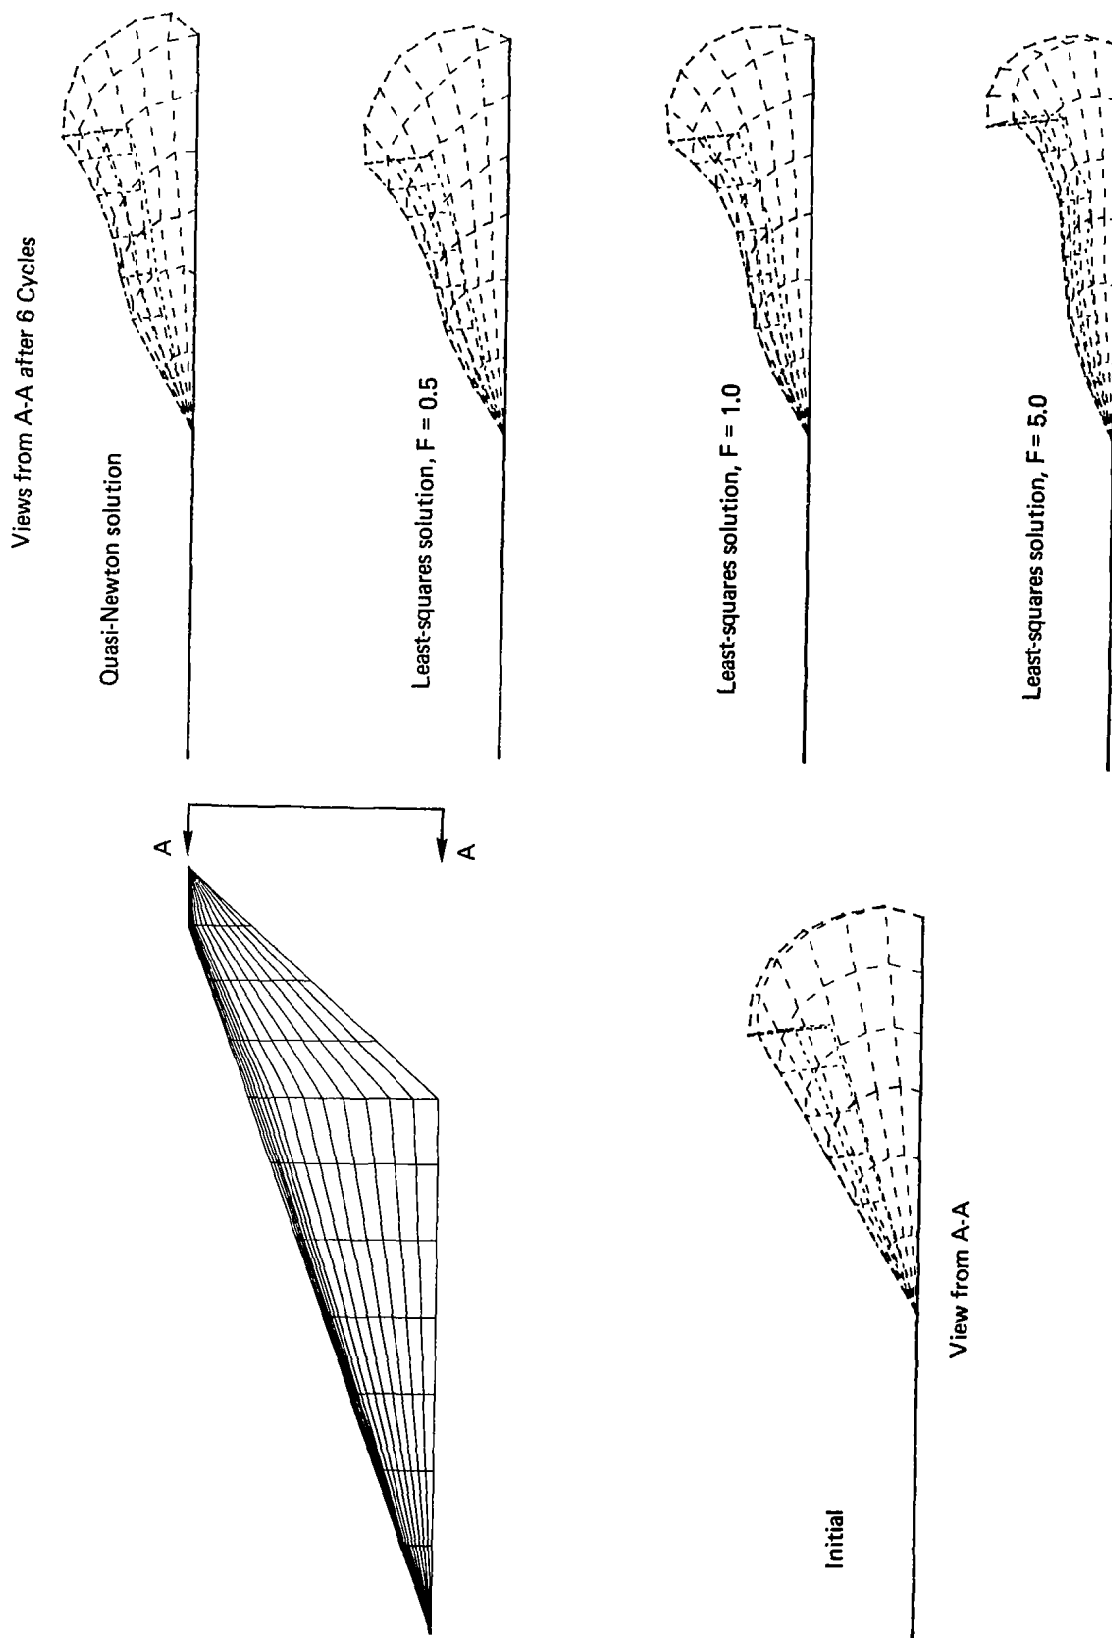 Views from A-A after 6 Cycles
Quasi-Newton solution
Least-squares solution, F = 0.5
Least-squares solution, F = 1.0
Least-squares solution, F = 5.0
A
A
Initial
View from A-A